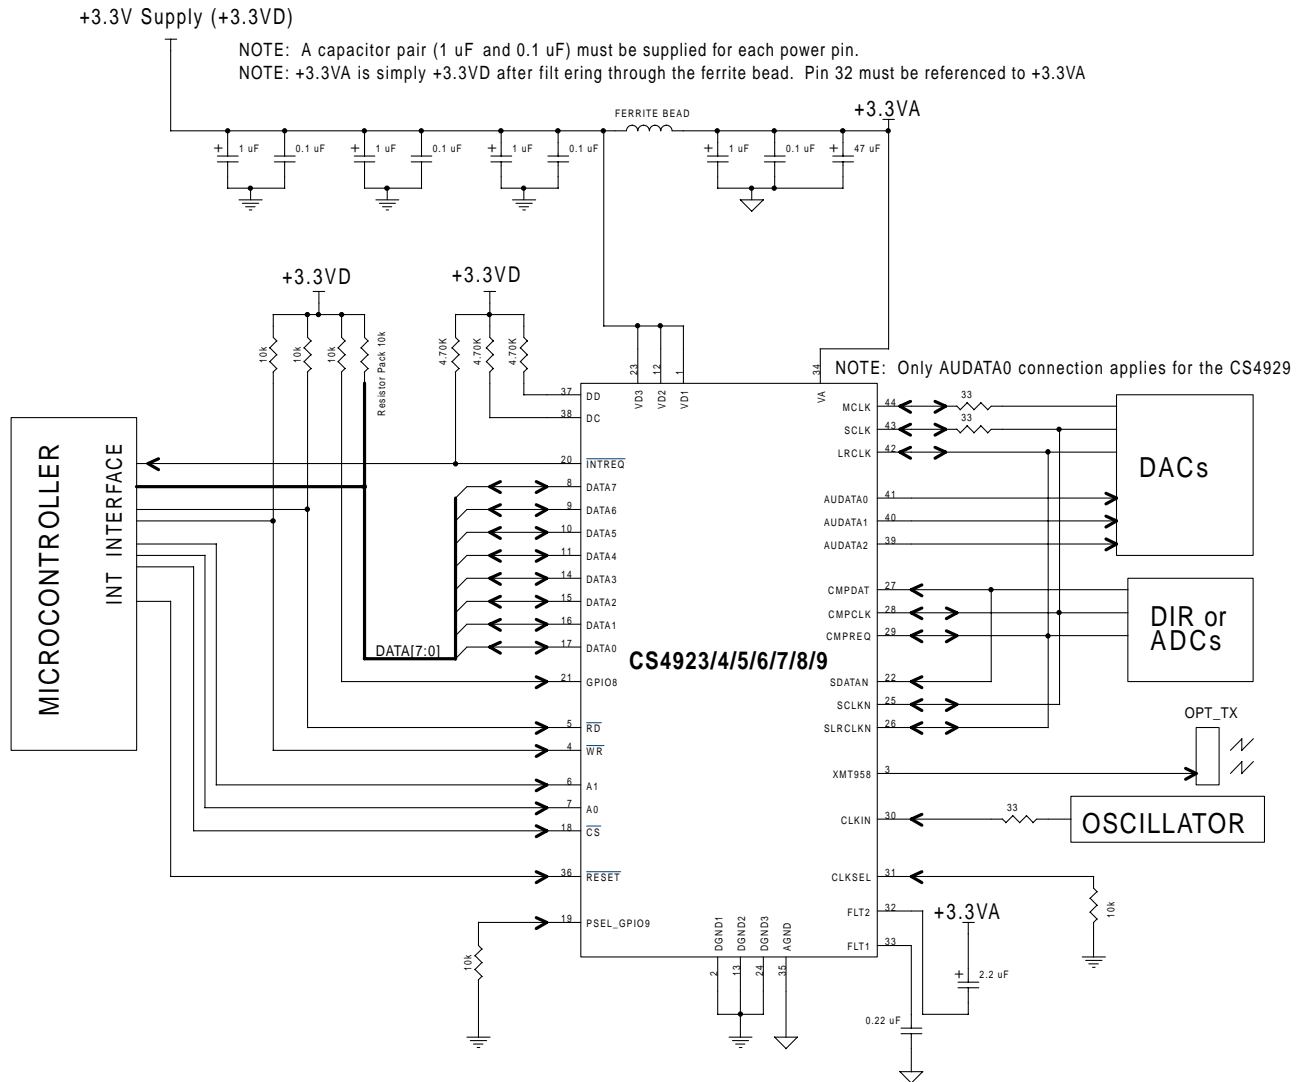 +3.3V Supply (+3.3VD)
NOTE: A capacitor pair (1 uF and 0.1 uF) must be supplied for each power pin.
NOTE: +3.3VA is simply +3.3VD after filt ering through the ferrite bead. Pin 32 must be referenced to +3.3VA
FERRITE BEAD
+3.3VA
+ 1 uF
0.1 uF
+ 1 uF
0.1 uF
+ 1 uF
0.1 uF
+ 1 uF
0.1 uF
+ 47 uF
+3.3VD
+3.3VD
10k
10k
10k
Resistor Pack 10k
4.70K
4.70K
4.70K
23
12
1
34
VD3
VD2
VD1
VA
NOTE: Only AUDATA0 connection applies for the CS4929
MICROCONTROLLER
INT INTERFACE
DATA[7:0]
CS4923/4/5/6/7/8/9
37 DD
38 DC
20 INTREQ
8 DATA7
9 DATA6
10 DATA5
11 DATA4
14 DATA3
15 DATA2
16 DATA1
17 DATA0
21 GPIO8
5 RD
4 WR
6 A1
7 A0
18 CS
36 RESET
19 PSEL_GPIO9
10k
MCLK 44
33
SCLK 43
33
LRCLK 42
AUDATA0 41
AUDATA1 40
AUDATA2 39
DACs
CMPDAT 27
CMPCLK 28
CMPREQ 29
DIR or
ADCs
SDATAN 22
SCLKN 25
SLRCLKN 26
OPT_TX
XMT958 3
CLKIN 30
33
OSCILLATOR
CLKSEL 31
10k
FLT2 32
+3.3VA
FLT1 33
+ 2.2 uF
0.22 uF
DGND1
DGND2
DGND3
AGND
2
13
24
35